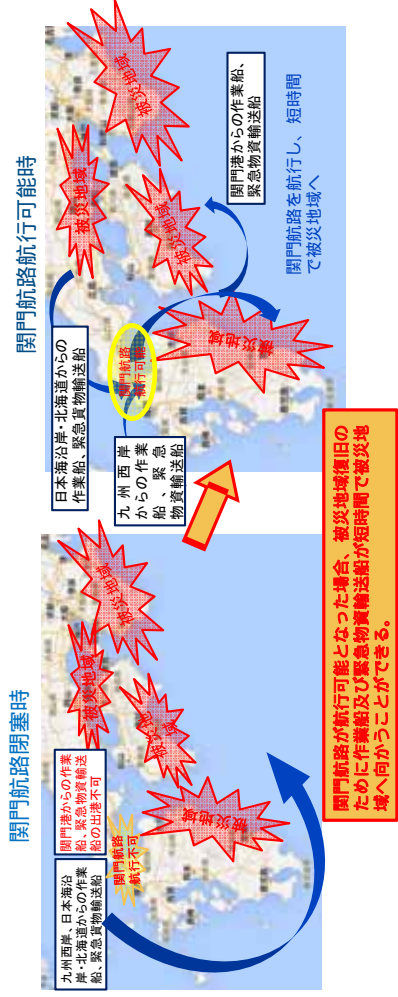 関門航路閉塞時
九州西岸、日本海沿
岸・北海道からの作業
船、緊急貨物輸送船
関門港からの作業
船、緊急物資輸送
船の出港不可
関門航路
航行不可
被災地域
被災地域
被災地域
被災地域
関門航路航行可能時
日本海沿岸・北海道からの
作業船、緊急貨物輸送船
九州西岸
からの作業
船、緊急
物資輸送船
関門航路
航行可能
被災地域
被災地域
被災地域
被災地域
関門港からの作業船、
緊急物資輸送船
関門航路を航行し、短時間
で被災地域へ
関門航路が航行可能となった場合、被災地域復旧の
ために作業船及び緊急物資輸送船が短時間で被災地
域へ向かうことができる。